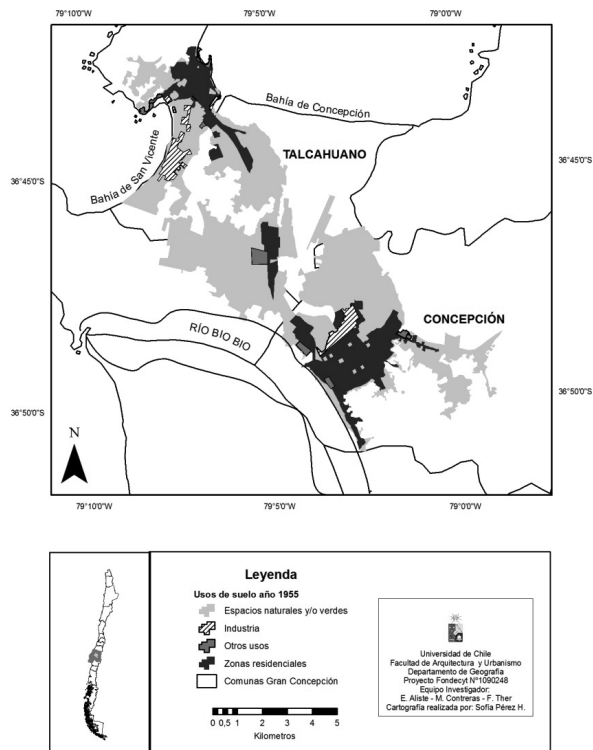 79°10'0"W 79°5'0"W 79°0'0"W
Bahía de Concepción
TALCAHUANO
Bahía de San Vicente
36°45'0"S 36°45'0"S
CONCEPCIÓN
RÍO BIO BIO
36°50'0"S 36°50'0"S
N
79°10'0"W 79°5'0"W 79°0'0"W
Leyenda
Usos de suelo año 1955
Espacios naturales y/o verdes
Industria
Otros usos
Zonas residenciales
Comunas Gran Concepción
0 0,5 1 2 3 4 5
Kilometros
Universidad de Chile
Facultad de Arquitectura y Urbanismo
Departamento de Geografía
Proyecto Fondecyt N°1090248
Equipo Investigador:
E. Aliste - M. Contreras - F. Ther
Cartografía realizada por: Sofía Pérez H.